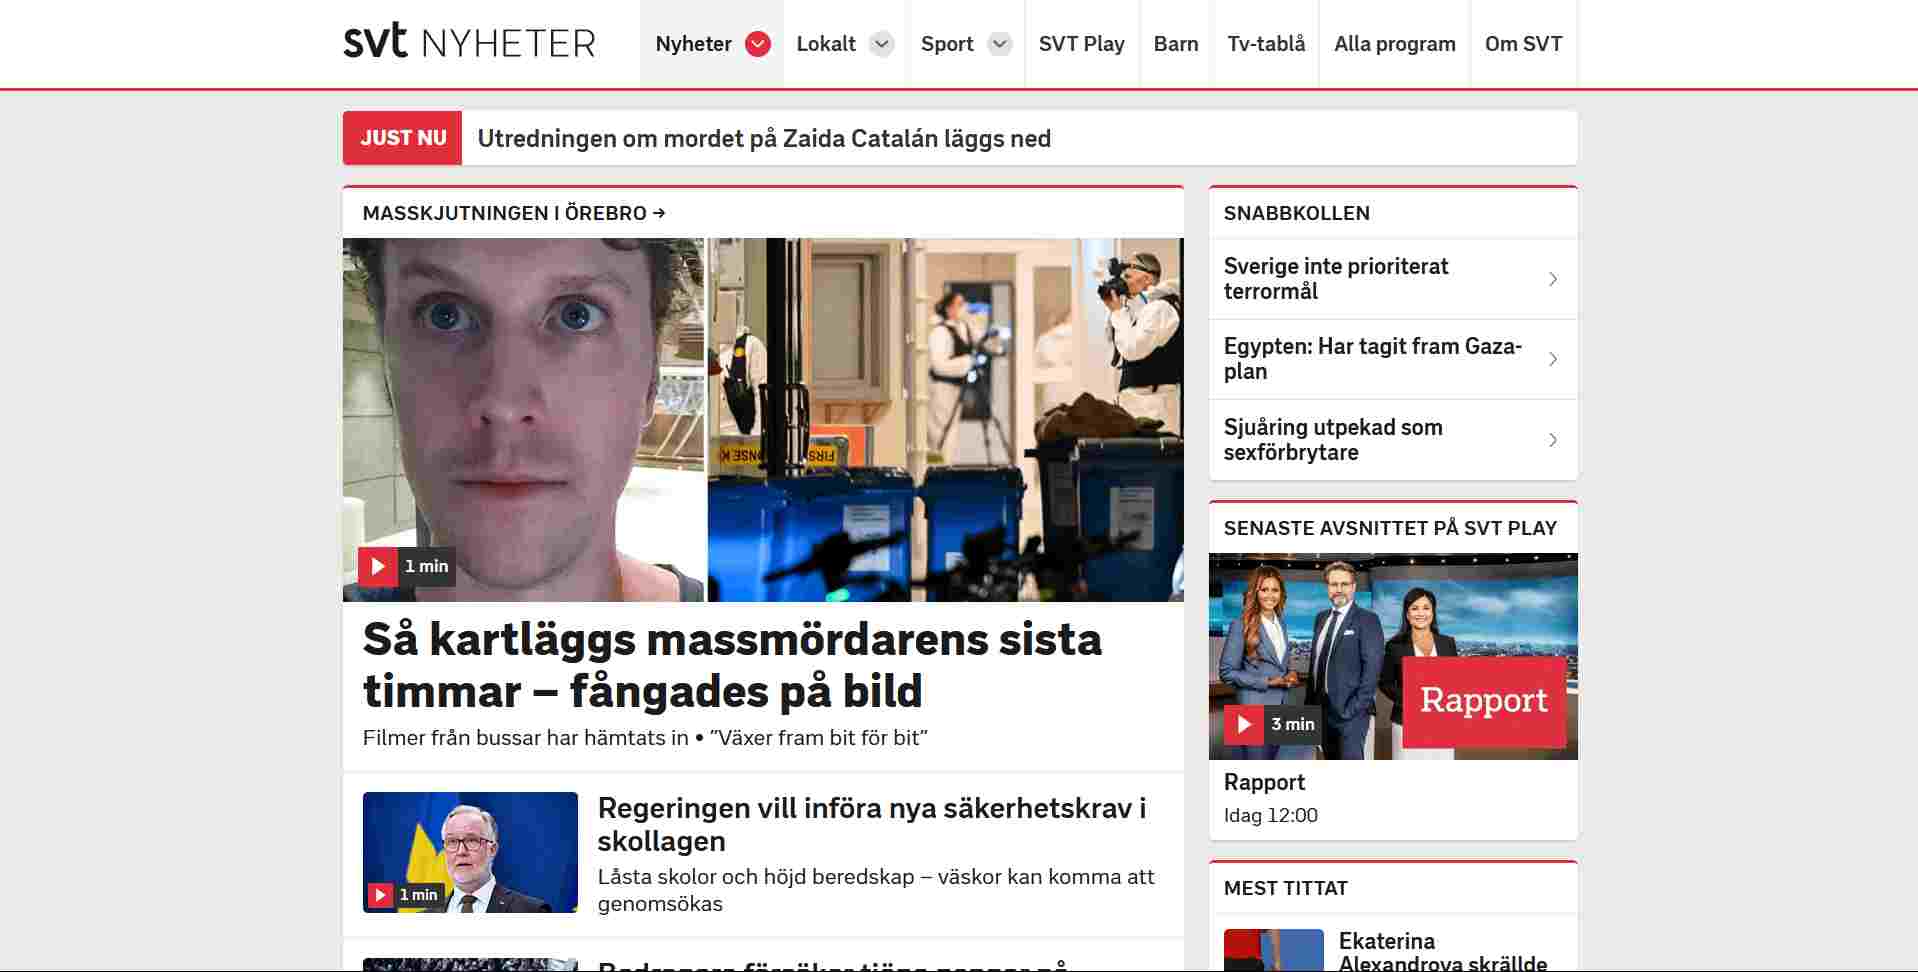 svt NYHETER
Nyheter
Lokalt
Sport
SVT Play
Barn
Tv-tablå
Alla program
Om SVT
JUST NU
Utredningen om mordet på Zaida Catalán läggs ned
MASSKJUTNINGEN I ÖREBRO →
1 min
Så kartläggs massmördarens sista
timmar – fångades på bild
Filmer från bussar har hämtats in • ”Växer fram bit för bit”
1 min
Regeringen vill införa nya säkerhetskrav i
skollagen
Låsta skolor och höjd beredskap – väskor kan komma att
genomsökas
SNABBKOLLEN
Sverige inte prioriterat
terrormål
Egypten: Har tagit fram Gaza-
plan
Sjuåring utpekad som
sexförbrytare
SENASTE AVSNITTET PÅ SVT PLAY
Rapport
3 min
Rapport
Idag 12:00
MEST TITTAT
Ekaterina
Alexandrova skrällde